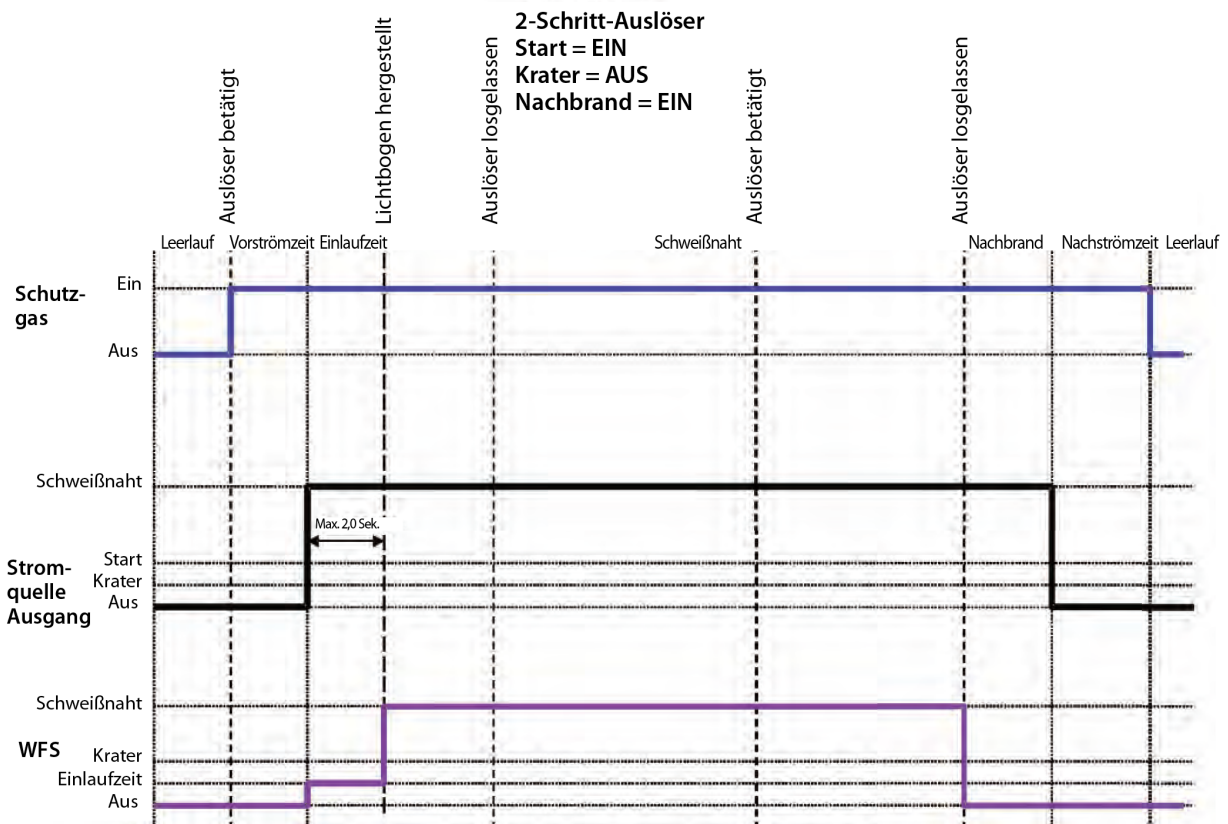 2-Schritt-Auslöser
Start = EIN
Krater = AUS
Nachbrand = EIN
Auslöser betätigt
Lichtbogen hergestellt
Auslöser losgelassen
Auslöser betätigt
Auslöser losgelassen
Leerlauf
Vorströmzeit
Einlaufzeit
Schweißnaht
Nachbrand
Nachströmzeit
Leerlauf
Schutz-
gas
Ein
Aus
Strom-
quelle
Ausgang
Schweißnaht
Max. 2,0 Sek.
Start
Krater
Aus
WFS
Schweißnaht
Krater
Einlaufzeit
Aus